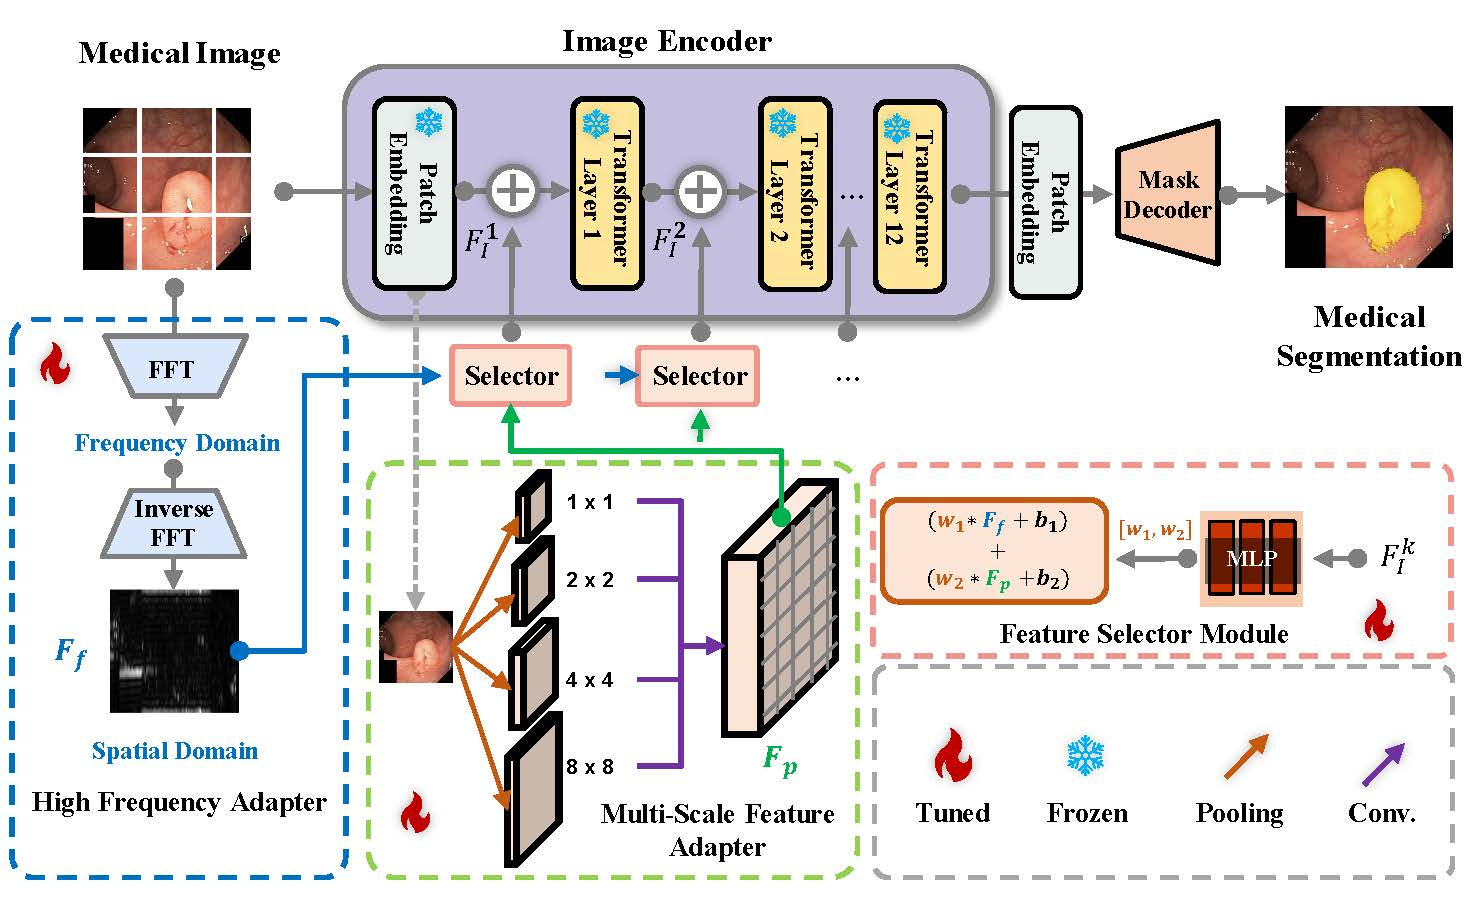 Medical Image
Image Encoder
Patch
Embedding
F_I^1
Transformer
Layer 1
F_I^2
Transformer
Layer 2
...
Transformer
Layer 12
Patch
Embedding
Mask
Decoder
Medical
Segmentation
FFT
Frequency Domain
Inverse
FFT
F_f
Spatial Domain
High Frequency Adapter
Selector
Selector
...
1 x 1
2 x 2
4 x 4
8 x 8
F_p
Multi-Scale Feature
Adapter
(w_1 * F_f + b_1)
+
(w_2 * F_p + b_2)
[w_1, w_2]
MLP
F_I^k
Feature Selector Module
Tuned
Frozen
Pooling
Conv.